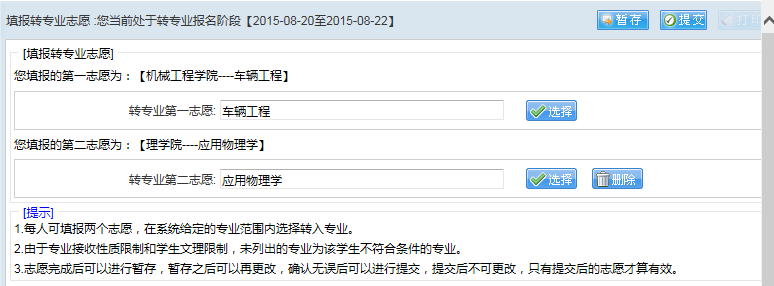 填报转专业志愿 :您当前处于转专业报名阶段【2015-08-20至2015-08-22】 暂存 提交 打印
[填报转专业志愿]
您填报的第一志愿为：【机械工程学院----车辆工程】
转专业第一志愿: 车辆工程 选择
您填报的第二志愿为：【理学院----应用物理学】
转专业第二志愿: 应用物理学 选择 删除
[提示]
1.每人可填报两个志愿，在系统给定的专业范围内选择转入专业。
2.由于专业接收性质限制和学生文理限制，未列出的专业为该学生不符合条件的专业。
3.志愿完成后可以进行暂存，暂存之后可以再更改，确认无误后可以进行提交，提交后不可更改，只有提交后的志愿才算有效。